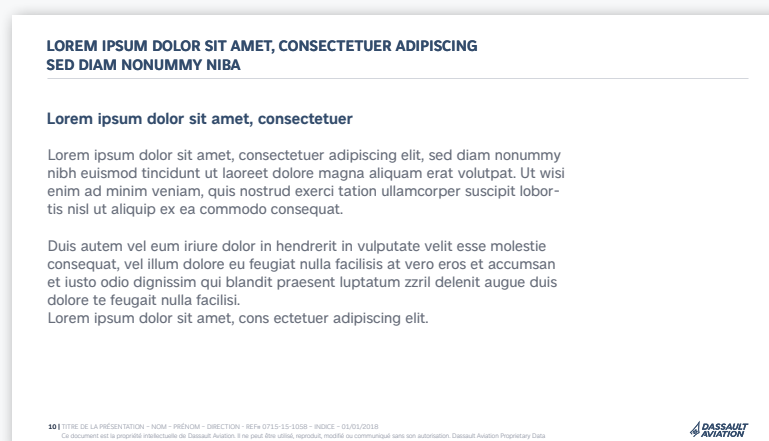 LOREM IPSUM DOLOR SIT AMET, CONSECTETUER ADIPISCING
SED DIAM NONUMMY NIBA
Lorem ipsum dolor sit amet, consectetuer
Lorem ipsum dolor sit amet, consectetuer adipiscing elit, sed diam nonummy
nibh euismod tincidunt ut laoreet dolore magna aliquam erat volutpat. Ut wisi
enim ad minim veniam, quis nostrud exerci tation ullamcorper suscipit lobor-
tis nisl ut aliquip ex ea commodo consequat.
Duis autem vel eum iriure dolor in hendrerit in vulputate velit esse molestie
consequat, vel illum dolore eu feugiat nulla facilisis at vero eros et accumsan
et iusto odio dignissim qui blandit praesent luptatum zzril delenit augue duis
dolore te feugait nulla facilisi.
Lorem ipsum dolor sit amet, cons ectetuer adipiscing elit.
10 | TITRE DE LA PRÉSENTATION – NOM – PRÉNOM – DIRECTION - REFe 0715-15-1058 – INDICE – 01/01/2018
Ce document est la propriété intellectuelle de Dassault Aviation. Il ne peut être utilisé, reproduit, modifié ou communiqué sans son autorisation. Dassault Aviation Proprietary Data
DASSAULT
AVIATION